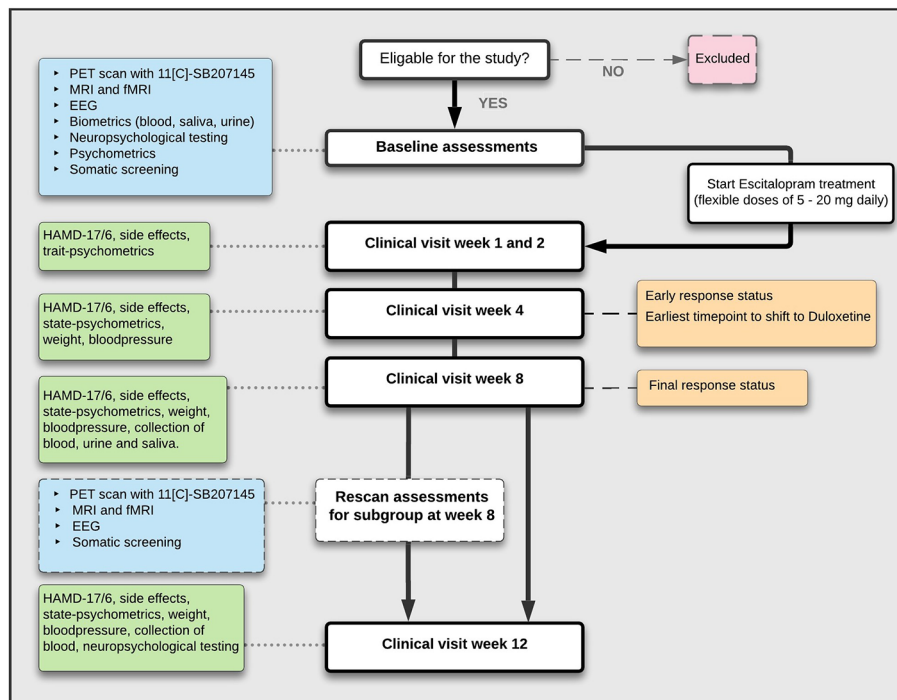 Eligable for the study?
Excluded
NO
YES
‣ PET scan with 11[C]-SB207145
‣ MRI and fMRI
‣ EEG
‣ Biometrics (blood, saliva, urine)
‣ Neuropsychological testing
‣ Psychometrics
‣ Somatic screening
Baseline assessments
Start Escitalopram treatment
(flexible doses of 5 - 20 mg daily)
HAMD-17/6, side effects,
trait-psychometrics
Clinical visit week 1 and 2
HAMD-17/6, side effects,
state-psychometrics,
weight, bloodpressure
Clinical visit week 4
Early response status
Earliest timepoint to shift to Duloxetine
HAMD-17/6, side effects,
state-psychometrics, weight,
bloodpressure, collection of
blood, urine and saliva.
Clinical visit week 8
Final response status
‣ PET scan with 11[C]-SB207145
‣ MRI and fMRI
‣ EEG
‣ Somatic screening
Rescan assessments
for subgroup at week 8
HAMD-17/6, side effects,
state-psychometrics, weight,
bloodpressure, collection of
blood, neuropsychological testing
Clinical visit week 12